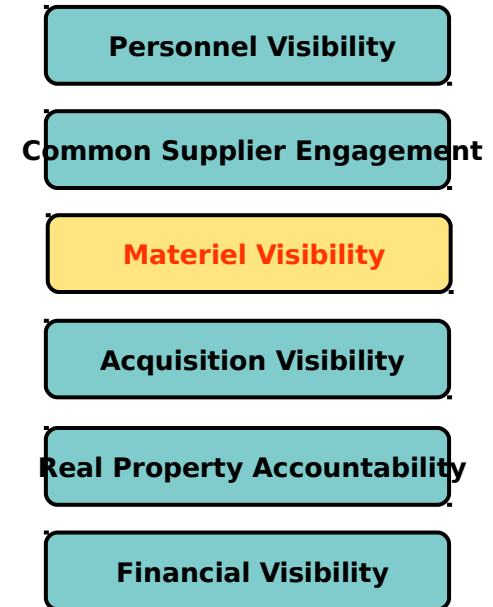 Personnel Visibility
Common Supplier Engagement
Materiel Visibility
Acquisition Visibility
Real Property Accountability
Financial Visibility